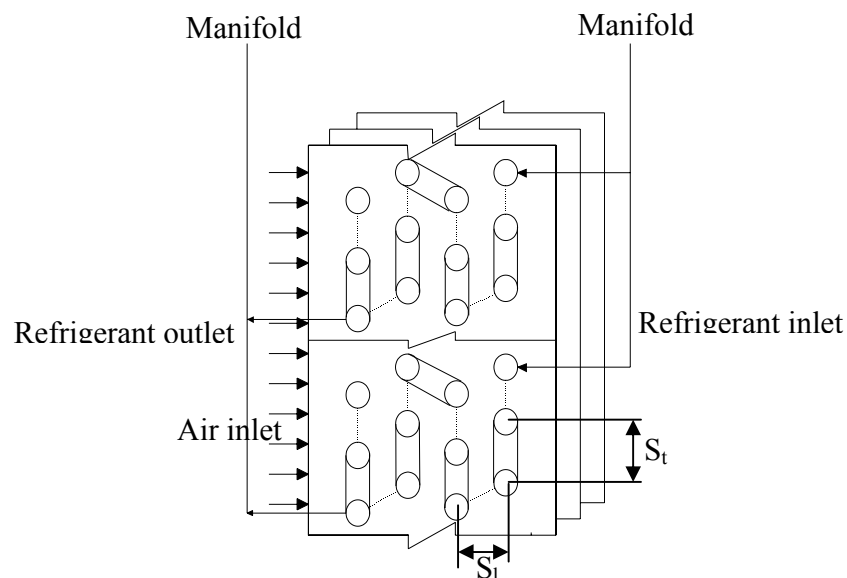 Manifold
Manifold
Refrigerant outlet
Refrigerant inlet
Air inlet
St
Sl